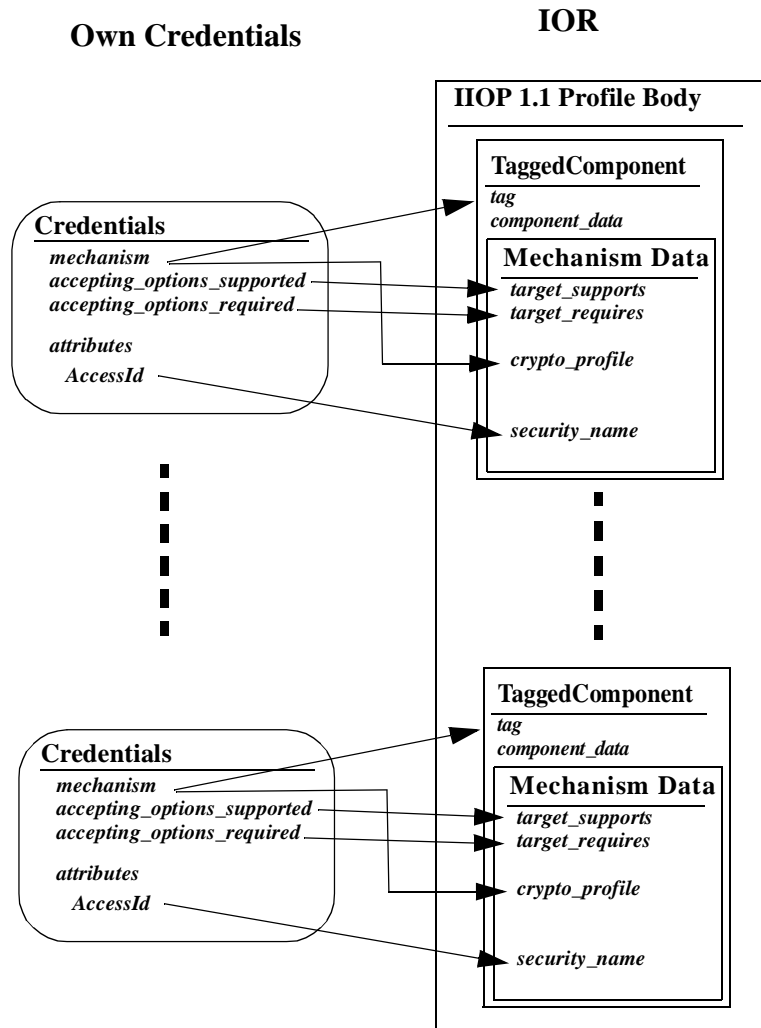 Own Credentials
IOR
IIOP 1.1 Profile Body
TaggedComponent
tag
component_data
Mechanism Data
target_supports
target_requires
crypto_profile
security_name
Credentials
mechanism
accepting_options_supported
accepting_options_required
attributes
AccessId
TaggedComponent
tag
component_data
Mechanism Data
target_supports
target_requires
crypto_profile
security_name
Credentials
mechanism
accepting_options_supported
accepting_options_required
attributes
AccessId